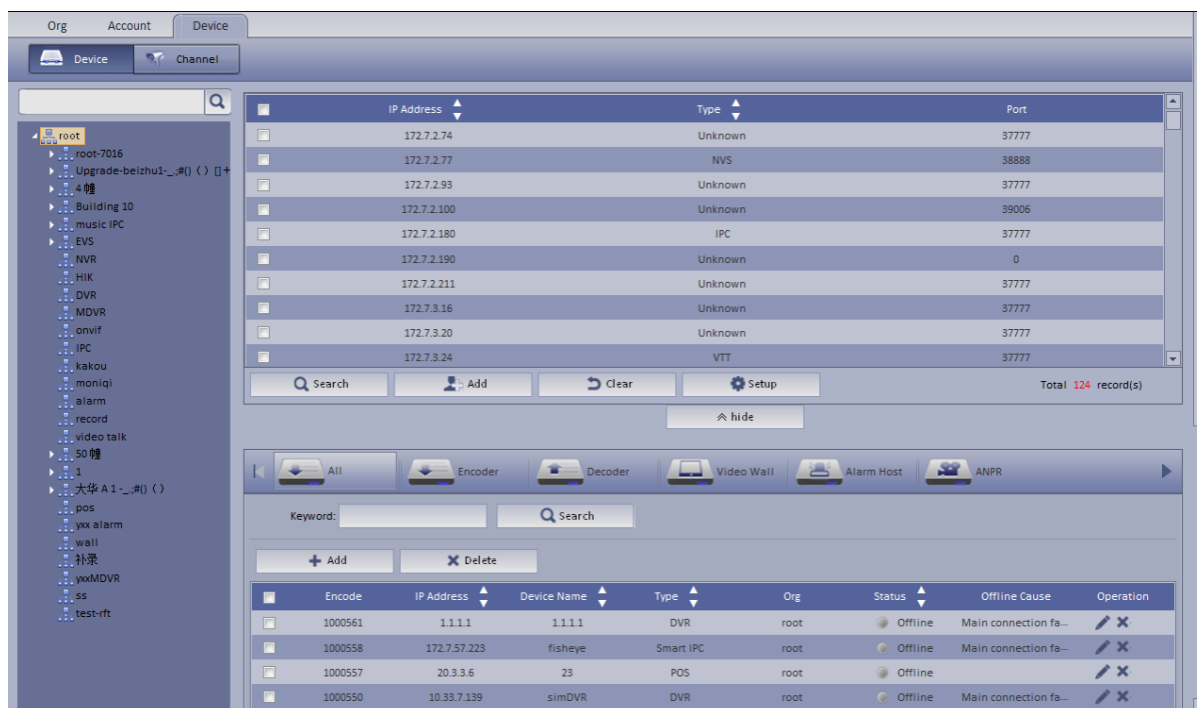 Org Account Device
Device Channel
root
root-7016
Upgrade-beizhu1-_.;#()（）[]+
4幢
Building 10
music IPC
EVS
NVR
HIK
DVR
MDVR
onvif
IPC
kakou
moniqi
alarm
record
video talk
50幢
1
大华 A 1 -_.;#()（）
pos
yxx alarm
wall
补录
yxxMDVR
ss
test-rft
IP Address Type Port
172.7.2.74 Unknown 37777
172.7.2.77 NVS 38888
172.7.2.93 Unknown 37777
172.7.2.100 Unknown 39006
172.7.2.180 IPC 37777
172.7.2.190 Unknown 0
172.7.2.211 Unknown 37777
172.7.3.16 Unknown 37777
172.7.3.20 Unknown 37777
172.7.3.24 VTT 37777
Search Add Clear Setup Total 124 record(s)
hide
All Encoder Decoder Video Wall Alarm Host ANPR
Keyword: Search
Add Delete
Encode IP Address Device Name Type Org Status Offline Cause Operation
1000561 1.1.1.1 1.1.1.1 DVR root Offline Main connection fa...
1000558 172.7.57.223 fisheye Smart IPC root Offline Main connection fa...
1000557 20.3.3.6 23 POS root Offline
1000550 10.33.7.139 simDVR DVR root Offline Main connection fa...